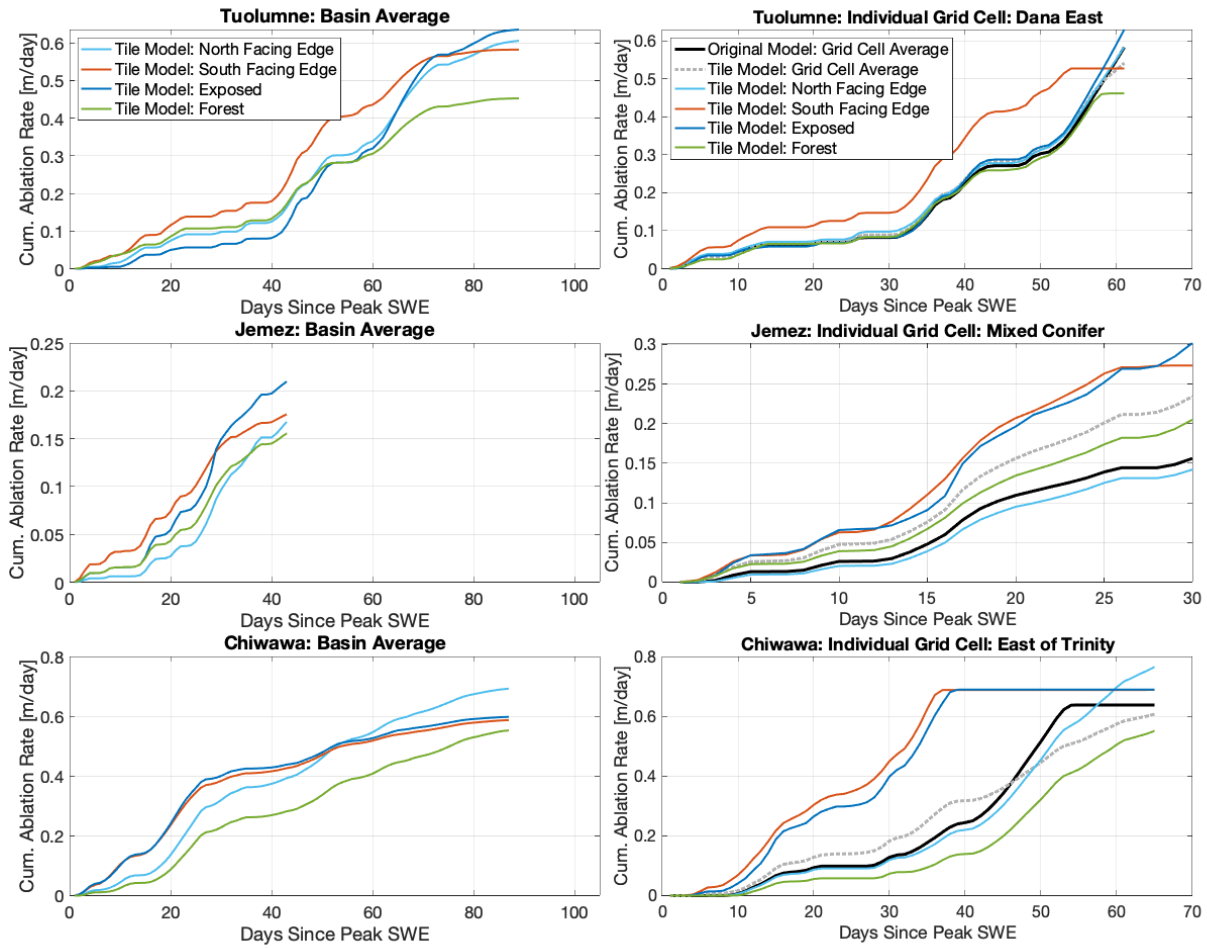 Tuolumne: Basin Average
Cum. Ablation Rate [m/day]
0.6
0.5
0.4
0.3
0.2
0.1
0
Tile Model: North Facing Edge
Tile Model: South Facing Edge
Tile Model: Exposed
Tile Model: Forest
0 20 40 60 80 100
Days Since Peak SWE
Tuolumne: Individual Grid Cell: Dana East
Cum. Ablation Rate [m/day]
0.6
0.5
0.4
0.3
0.2
0.1
0
Original Model: Grid Cell Average
Tile Model: Grid Cell Average
Tile Model: North Facing Edge
Tile Model: South Facing Edge
Tile Model: Exposed
Tile Model: Forest
0 10 20 30 40 50 60 70
Days Since Peak SWE
Jemez: Basin Average
Cum. Ablation Rate [m/day]
0.25
0.2
0.15
0.1
0.05
0
0 20 40 60 80 100
Days Since Peak SWE
Jemez: Individual Grid Cell: Mixed Conifer
Cum. Ablation Rate [m/day]
0.3
0.25
0.2
0.15
0.1
0.05
0
0 5 10 15 20 25 30
Days Since Peak SWE
Chiwawa: Basin Average
Cum. Ablation Rate [m/day]
0.8
0.6
0.4
0.2
0
0 20 40 60 80 100
Days Since Peak SWE
Chiwawa: Individual Grid Cell: East of Trinity
Cum. Ablation Rate [m/day]
0.8
0.6
0.4
0.2
0
0 10 20 30 40 50 60 70
Days Since Peak SWE